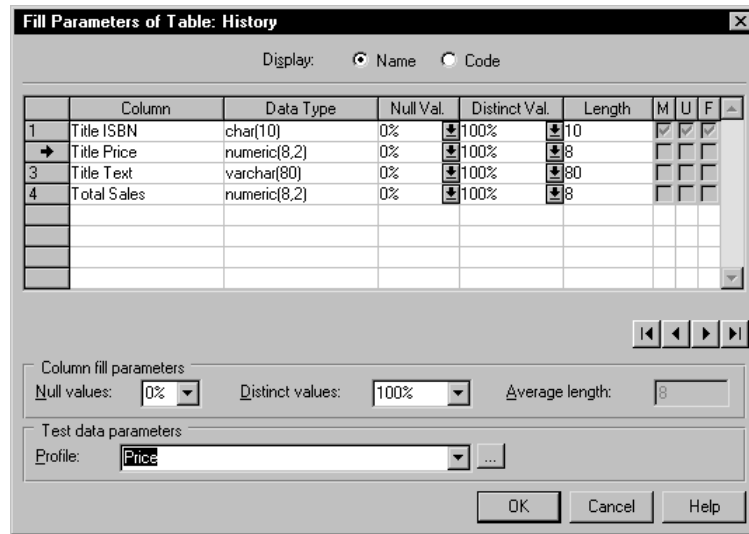 Fill Parameters of Table: History
Display: Name Code
Column Data Type Null Val. Distinct Val. Length M U F
1 Title ISBN char(10) 0% 100% 10
Title Price numeric(8,2) 0% 100% 8
3 Title Text varchar(80) 0% 100% 80
4 Total Sales numeric(8,2) 0% 100% 8
Column fill parameters
Null values: 0% Distinct values: 100% Average length: 8
Test data parameters
Profile: Price ...
OK Cancel Help